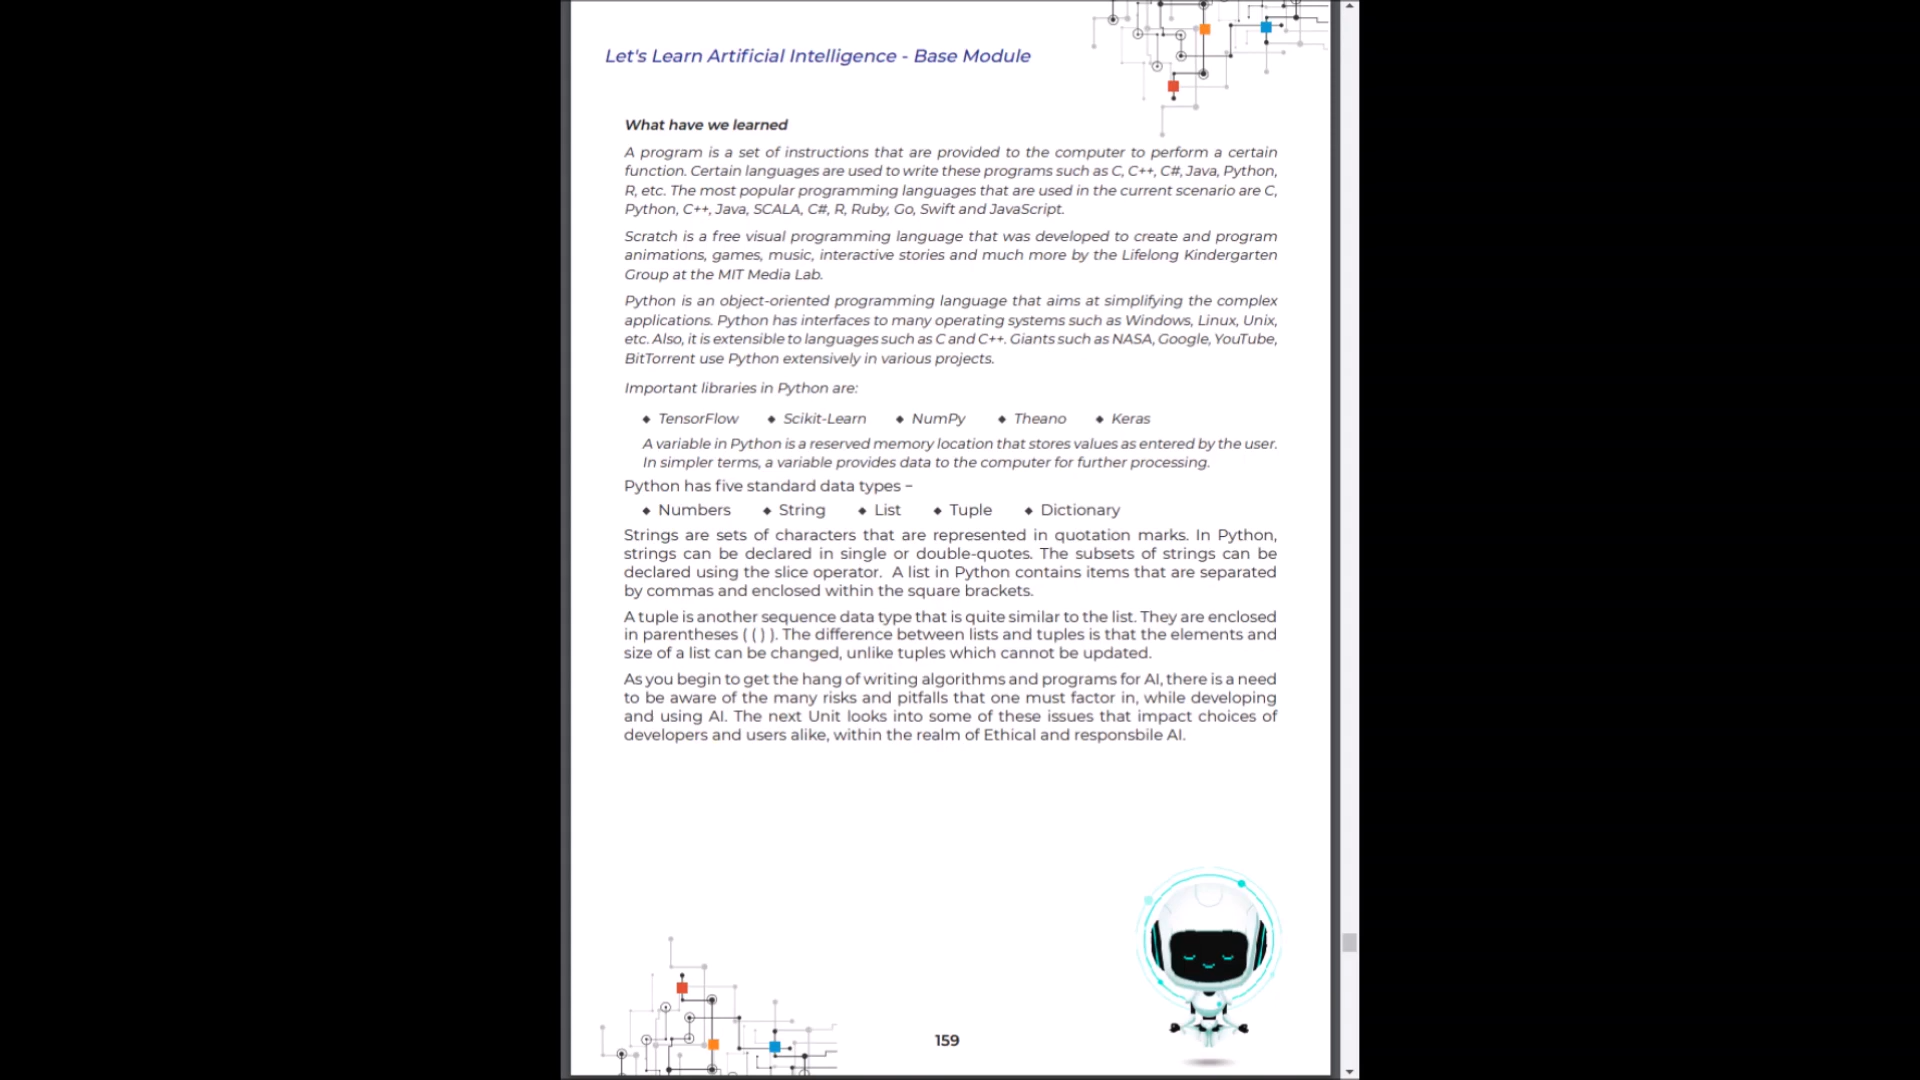 Let's Learn Artificial Intelligence - Base Module
What have we learned
A program is a set of instructions that are provided to the computer to perform a certain
function. Certain languages are used to write these programs such as C, C++, C#, Java, Python,
R, etc. The most popular programming languages that are used in the current scenario are C,
Python, C++, Java, SCALA, C#, R, Ruby, Go, Swift and JavaScript.
Scratch is a free visual programming language that was developed to create and program
animations, games, music, interactive stories and much more by the Lifelong Kindergarten
Group at the MIT Media Lab.
Python is an object-oriented programming language that aims at simplifying the complex
applications. Python has interfaces to many operating systems such as Windows, Linux, Unix,
etc. Also, it is extensible to languages such as C and C++. Giants such as NASA, Google, YouTube,
BitTorrent use Python extensively in various projects.
Important libraries in Python are:
◆ TensorFlow ◆ Scikit-Learn ◆ NumPy ◆ Theano ◆ Keras
A variable in Python is a reserved memory location that stores values as entered by the user.
In simpler terms, a variable provides data to the computer for further processing.
Python has five standard data types –
◆ Numbers ◆ String ◆ List ◆ Tuple ◆ Dictionary
Strings are sets of characters that are represented in quotation marks. In Python,
strings can be declared in single or double-quotes. The subsets of strings can be
declared using the slice operator. A list in Python contains items that are separated
by commas and enclosed within the square brackets.
A tuple is another sequence data type that is quite similar to the list. They are enclosed
in parentheses ( ( ) ). The difference between lists and tuples is that the elements and
size of a list can be changed, unlike tuples which cannot be updated.
As you begin to get the hang of writing algorithms and programs for AI, there is a need
to be aware of the many risks and pitfalls that one must factor in, while developing
and using AI. The next Unit looks into some of these issues that impact choices of
developers and users alike, within the realm of Ethical and responsbile AI.
159